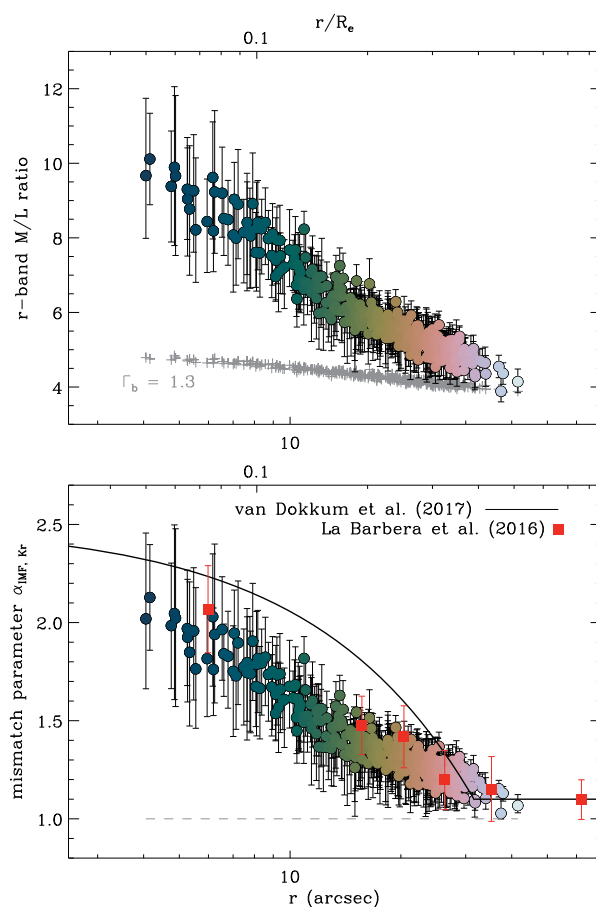 r/Rₑ
0.1
12
10
8
6
4
r-band M/L ratio
Γb = 1.3
10
0.1
2.5
2.0
1.5
1.0
mismatch parameter αIMF, Kr
van Dokkum et al. (2017)
La Barbera et al. (2016)
10
r (arcsec)